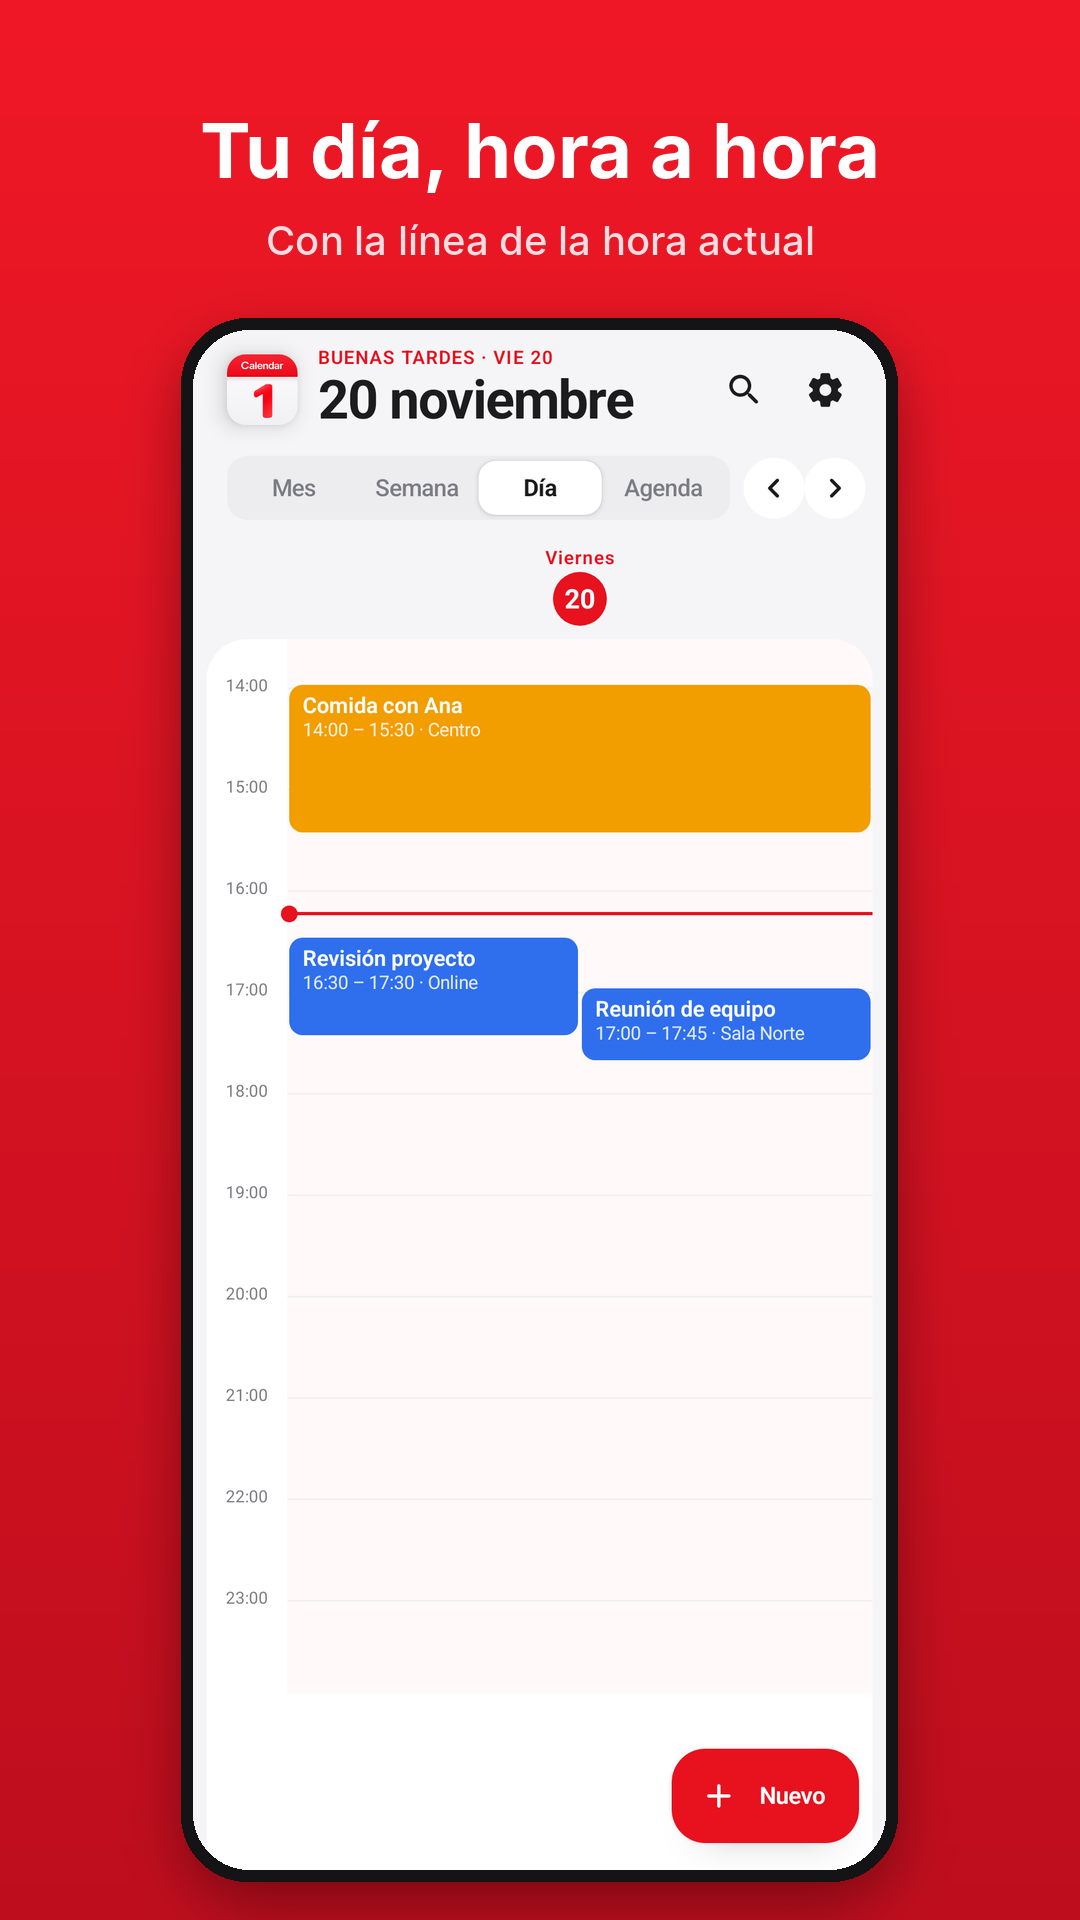 Tu día, hora a hora
Con la línea de la hora actual
Calendar
1
BUENAS TARDES · VIE 20
20 noviembre
Mes
Semana
Día
Agenda
Viernes
20
14:00
Comida con Ana
14:00 – 15:30 · Centro
15:00
16:00
Revisión proyecto
16:30 – 17:30 · Online
17:00
Reunión de equipo
17:00 – 17:45 · Sala Norte
18:00
19:00
20:00
21:00
22:00
23:00
+ Nuevo